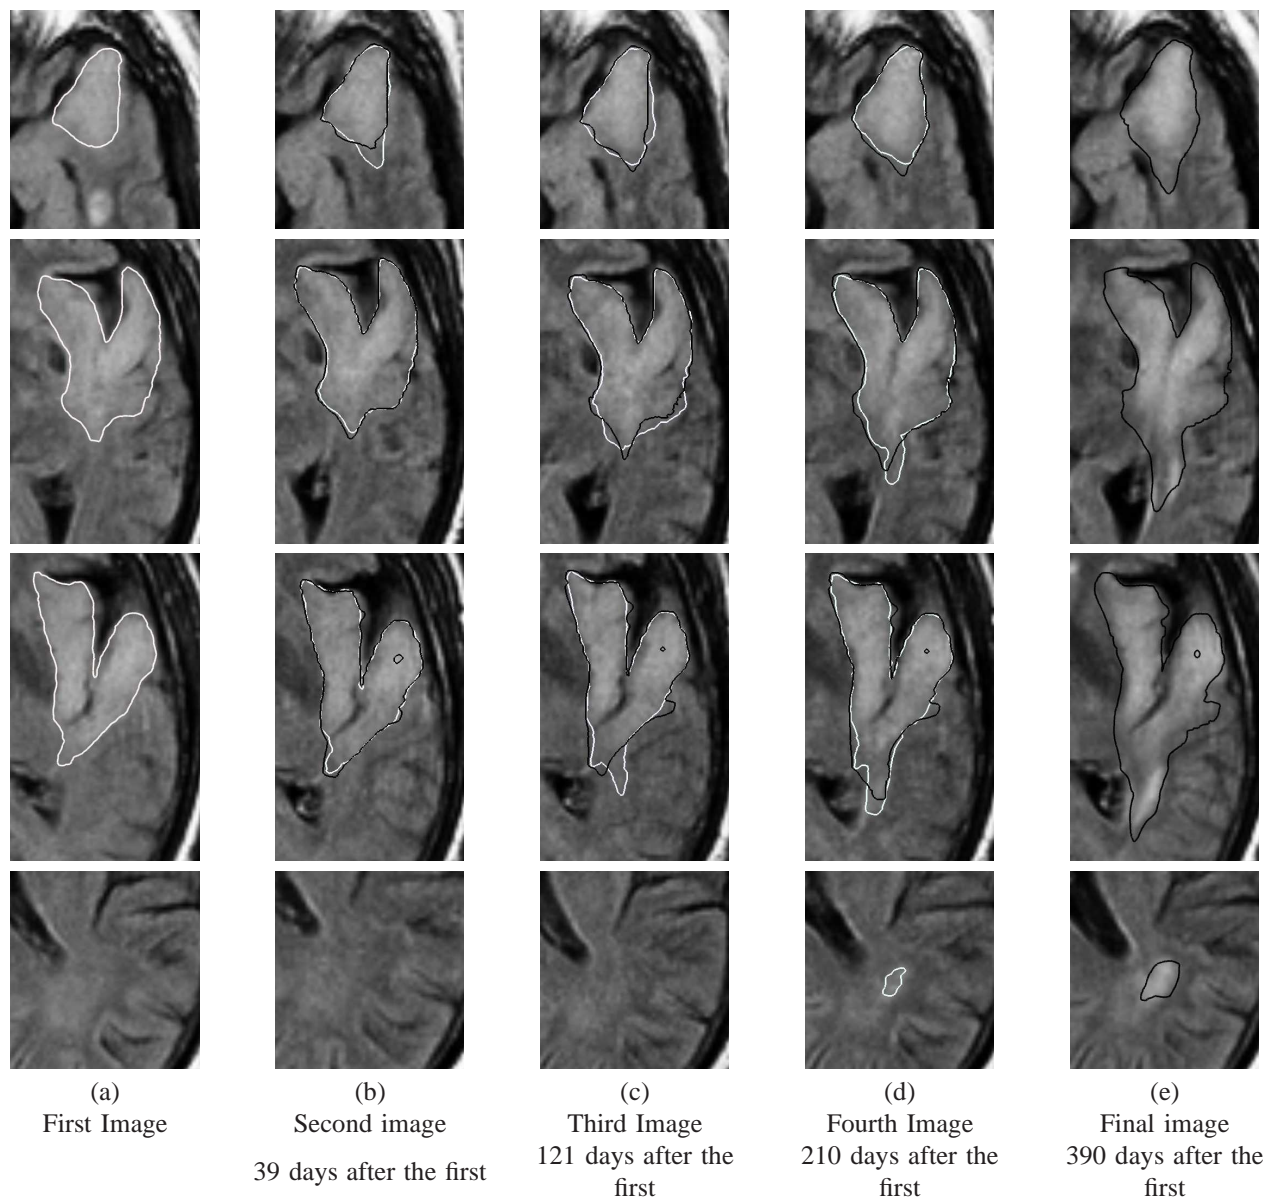 (a)
First Image
(b)
Second image
39 days after the first
(c)
Third Image
121 days after the
first
(d)
Fourth Image
210 days after the
first
(e)
Final image
390 days after the
first